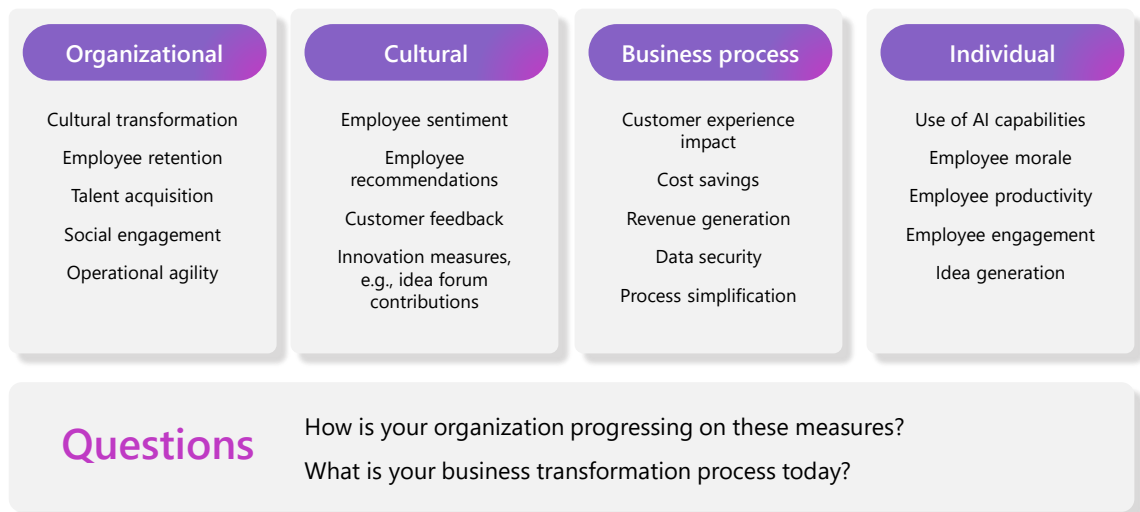 Organizational
Cultural transformation
Employee retention
Talent acquisition
Social engagement
Operational agility
Cultural
Employee sentiment
Employee
recommendations
Customer feedback
Innovation measures,
e.g., idea forum
contributions
Business process
Customer experience
impact
Cost savings
Revenue generation
Data security
Process simplification
Individual
Use of AI capabilities
Employee morale
Employee productivity
Employee engagement
Idea generation
Questions
How is your organization progressing on these measures?
What is your business transformation process today?